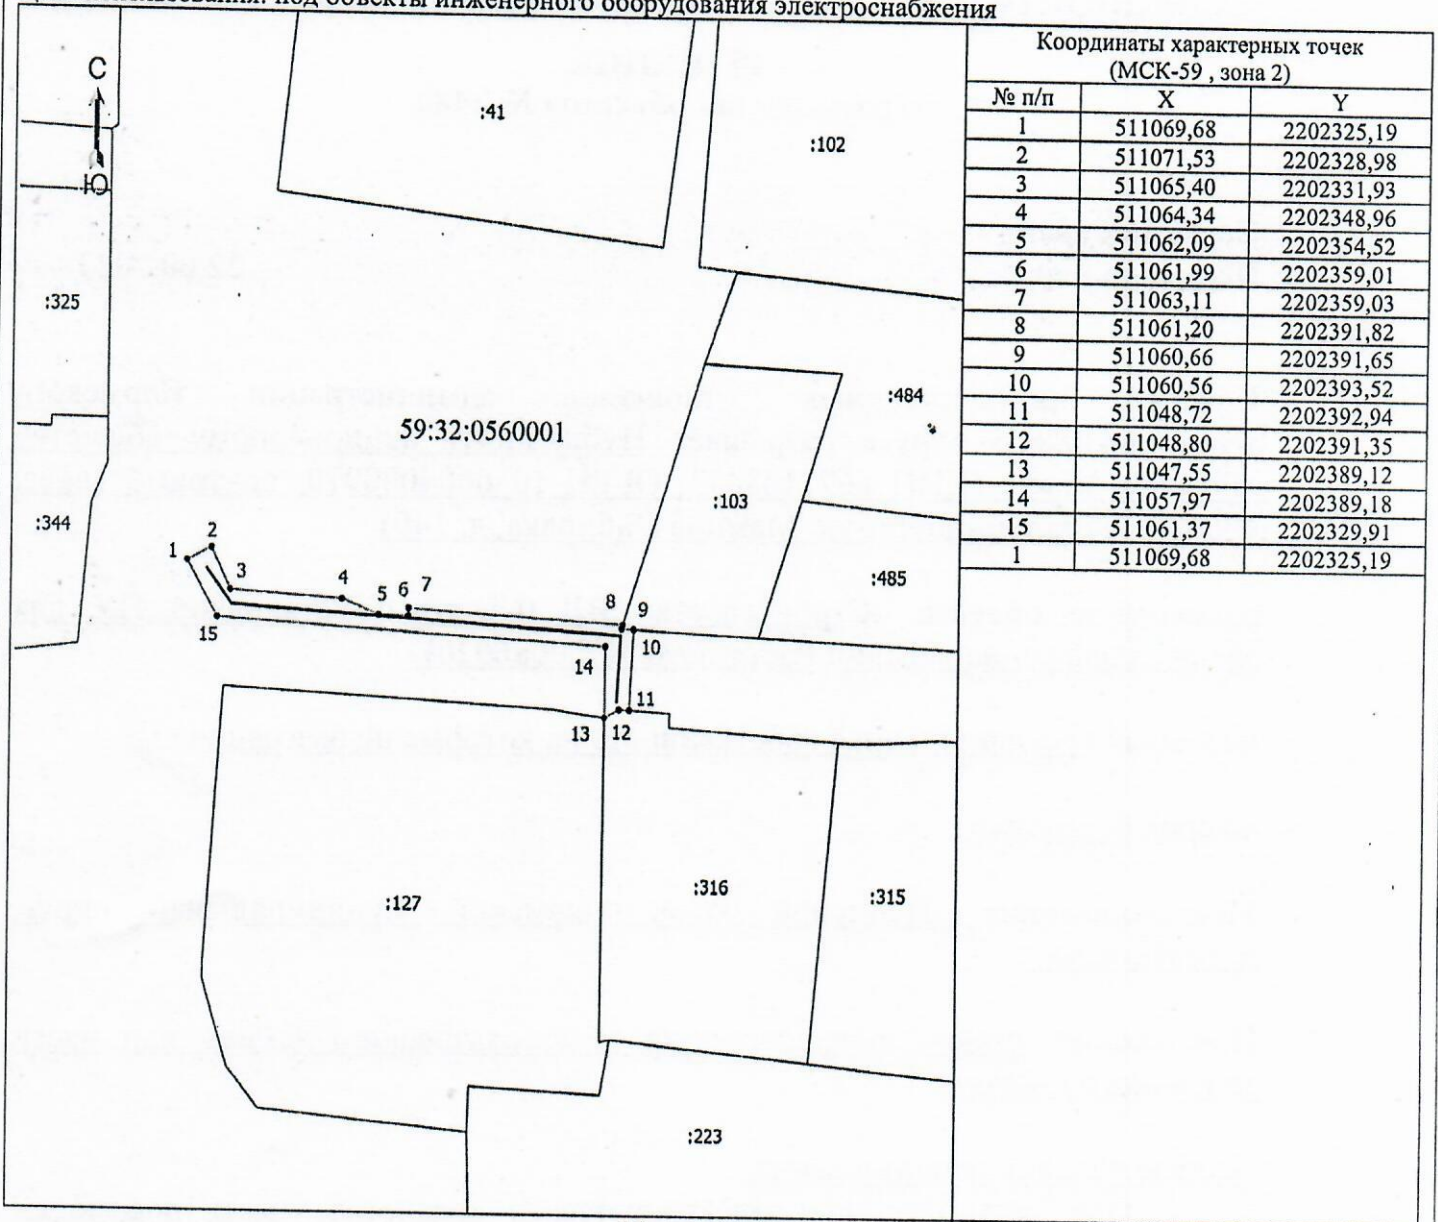 использования: под объекты инженерного оборудования электроснабжения
С
Ю
:41
:102
:325
:484
59:32:0560001
:103
:344
:485
1
2
3
4
5
6
7
8
9
10
11
12
13
14
15
:127
:316
:315
:223
Координаты характерных точек
(МСК-59 , зона 2)
№ п/п X Y
1 511069,68 2202325,19
2 511071,53 2202328,98
3 511065,40 2202331,93
4 511064,34 2202348,96
5 511062,09 2202354,52
6 511061,99 2202359,01
7 511063,11 2202359,03
8 511061,20 2202391,82
9 511060,66 2202391,65
10 511060,56 2202393,52
11 511048,72 2202392,94
12 511048,80 2202391,35
13 511047,55 2202389,12
14 511057,97 2202389,18
15 511061,37 2202329,91
1 511069,68 2202325,19